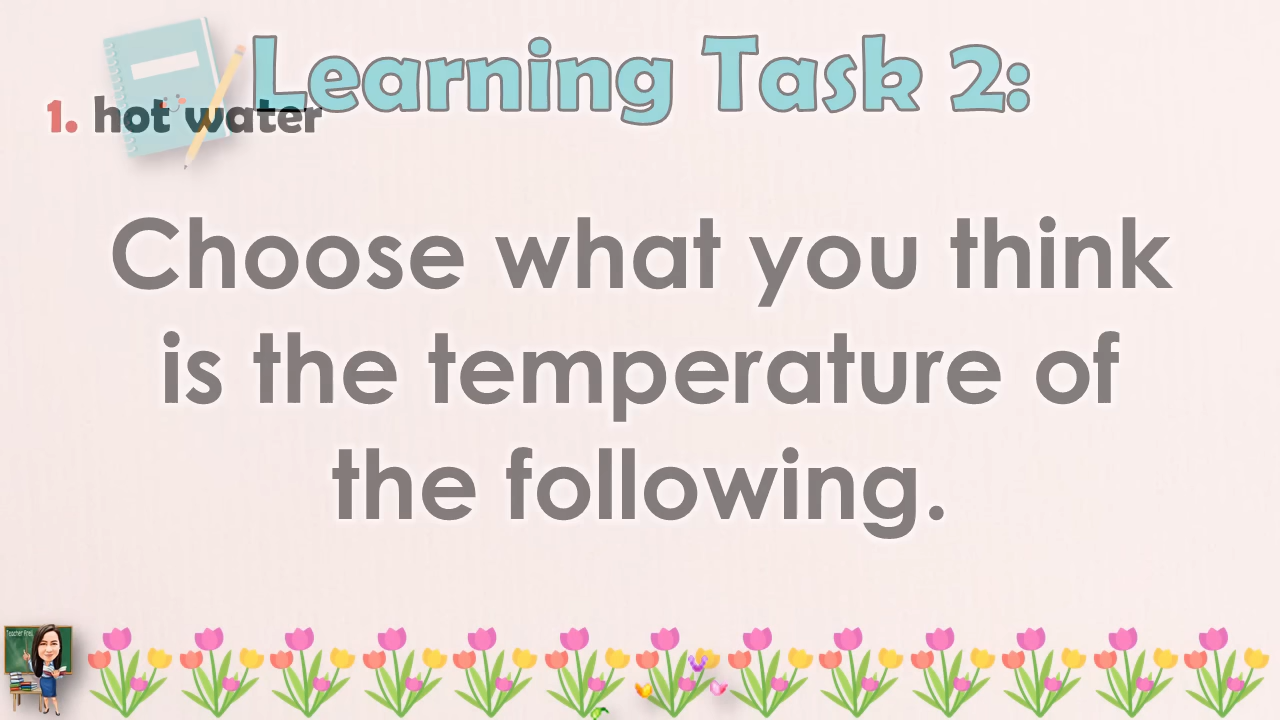 Learning Task 2:
1. hot water
Choose what you think
is the temperature of
the following.